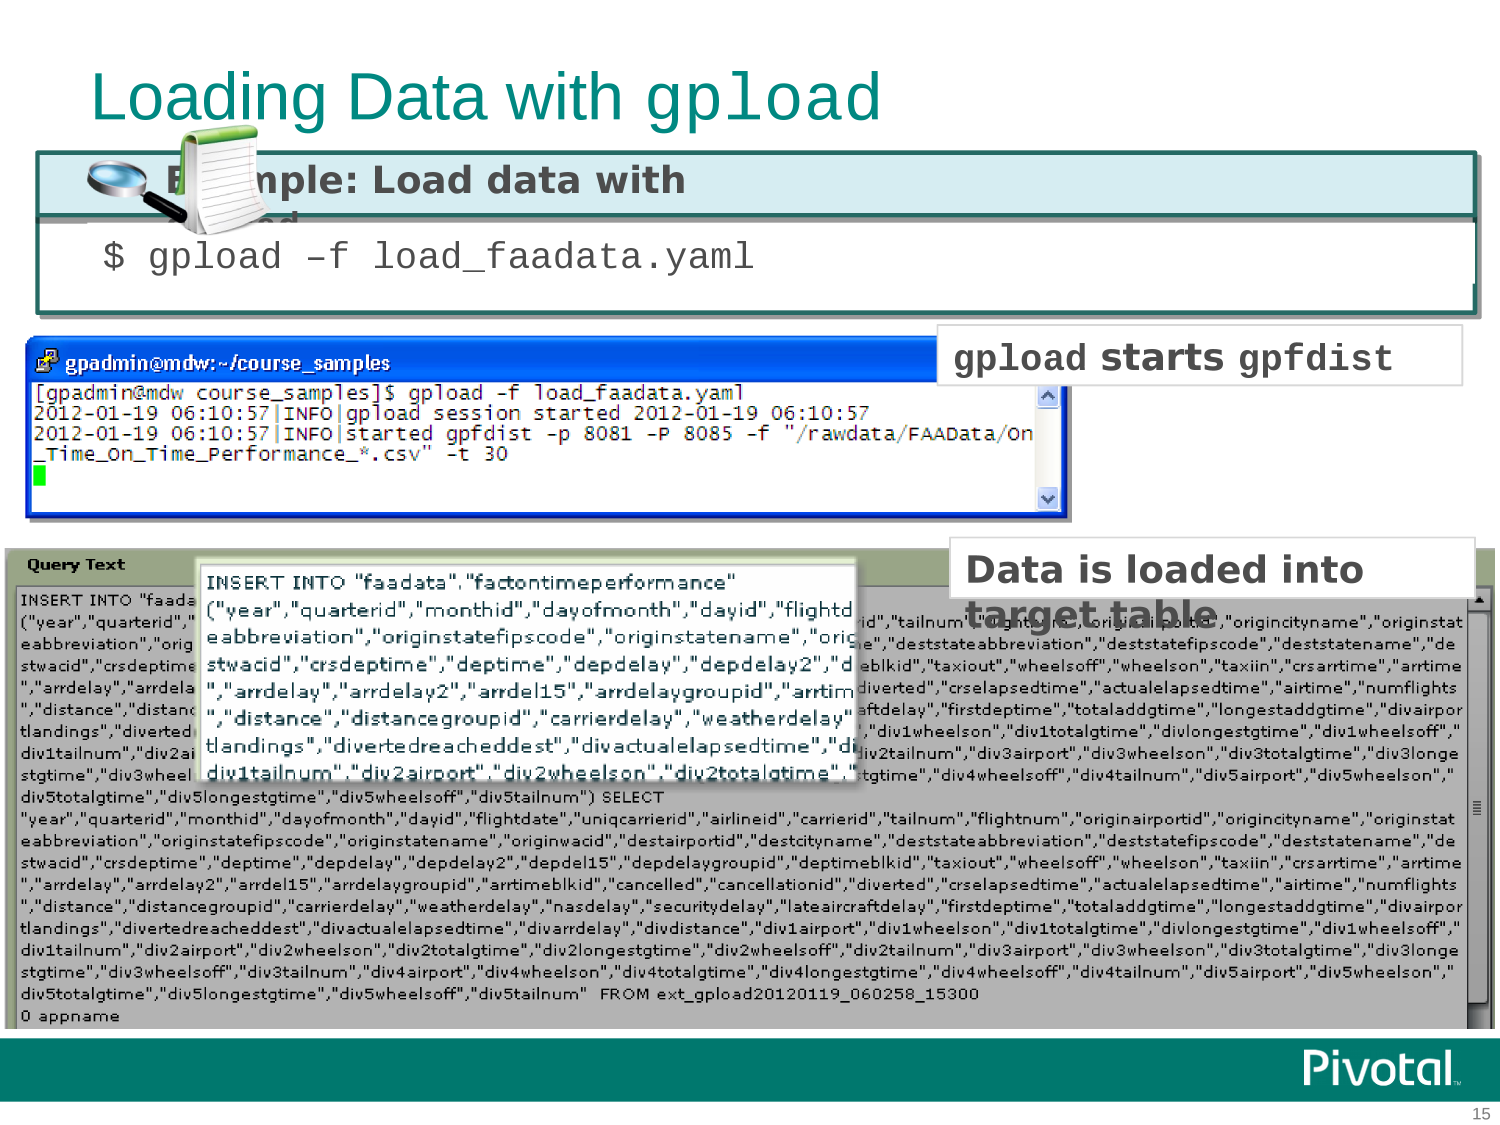 Loading Data with gpload
mple: Load data with
$ gpload –f load_faadata.yaml
gpload starts gpfdist
gpadmin@mdw:~/course_samples
[gpadmin@mdw course_samples]$ gpload -f load_faadata.yaml
2012-01-19 06:10:57|INFO|gpload session started 2012-01-19 06:10:57
2012-01-19 06:10:57|INFO|started gpfdist -p 8081 -P 8085 -f "/rawdata/FAAData/On
_Time_On_Time_Performance_*.csv" -t 30
Data is loaded into
target table
Query Text
INSERT INTO "faadata"."factontimeperformance"
("year","quarterid","monthid","dayofmonth","dayid","flightd
eabbreviation","originstatefipscode","originstatename","orig
stwacid","crsdeptime","deptime","depdelay","depdelay2","d
","arrdelay","arrdelay2","arrdel15","arrdelaygroupid","arrtim
","distance","distancegroupid","carrierdelay","weatherdelay"
tlandings","divertedreacheddest","divactualelapsedtime","di
div1tailnum","div2airport","div2wheelson","div2totalgtime","
INSERT INTO "faada
("year","quarterid","
id","tailnum","originairportid","origincityname","originstat
eabbreviation","orig
e","deststateabbreviation","deststatefipscode","deststatename","de
stwacid","crsdeptime
eblkid","taxiout","wheelsoff","wheelson","taxiin","crsarrtime","arrtime
","arrdelay","arrdela
diverted","crselapsedtime","actualelapsedtime","airtime","numflights
","distance","distanc
aftdelay","firstdeptime","totaladdgtime","longestaddgtime","divairpor
tlandings","diverted
","div1wheelson","div1totalgtime","divlongestgtime","div1wheelsoff","
div1tailnum","div2ai
iv2tailnum","div3airport","div3wheelson","div3totalgtime","div3longe
stgtime","div3wheel
tgtime","div4wheelsoff","div4tailnum","div5airport","div5wheelson","
div5totalgtime","div5longestgtime","div5wheelsoff","div5tailnum") SELECT
"year","quarterid","monthid","dayofmonth","dayid","flightdate","uniqcarrierid","airlineid","carrierid","tailnum","flightnum","originairportid","origincityname","originstat
eabbreviation","originstatefipscode","originstatename","originwacid","destairportid","destcityname","deststateabbreviation","deststatefipscode","deststatename","de
stwacid","crsdeptime","deptime","depdelay","depdelay2","depdel15","depdelaygroupid","deptimeblkid","taxiout","wheelsoff","wheelson","taxiin","crsarrtime","arrtime
","arrdelay","arrdelay2","arrdel15","arrdelaygroupid","arrtimeblkid","cancelled","cancellationid","diverted","crselapsedtime","actualelapsedtime","airtime","numflights
","distance","distancegroupid","carrierdelay","weatherdelay","nasdelay","securitydelay","lateaircraftdelay","firstdeptime","totaladdgtime","longestaddgtime","divairpor
tlandings","divertedreacheddest","divactualelapsedtime","divarrdelay","divdistance","div1airport","div1wheelson","div1totalgtime","divlongestgtime","div1wheelsoff","
div1tailnum","div2airport","div2wheelson","div2totalgtime","div2longestgtime","div2wheelsoff","div2tailnum","div3airport","div3wheelson","div3totalgtime","div3longe
stgtime","div3wheelsoff","div3tailnum","div4airport","div4wheelson","div4totalgtime","div4longestgtime","div4wheelsoff","div4tailnum","div5airport","div5wheelson","
div5totalgtime","div5longestgtime","div5wheelsoff","div5tailnum" FROM ext_gpload20120119_060258_15300
0 appname
Pivotal™
15